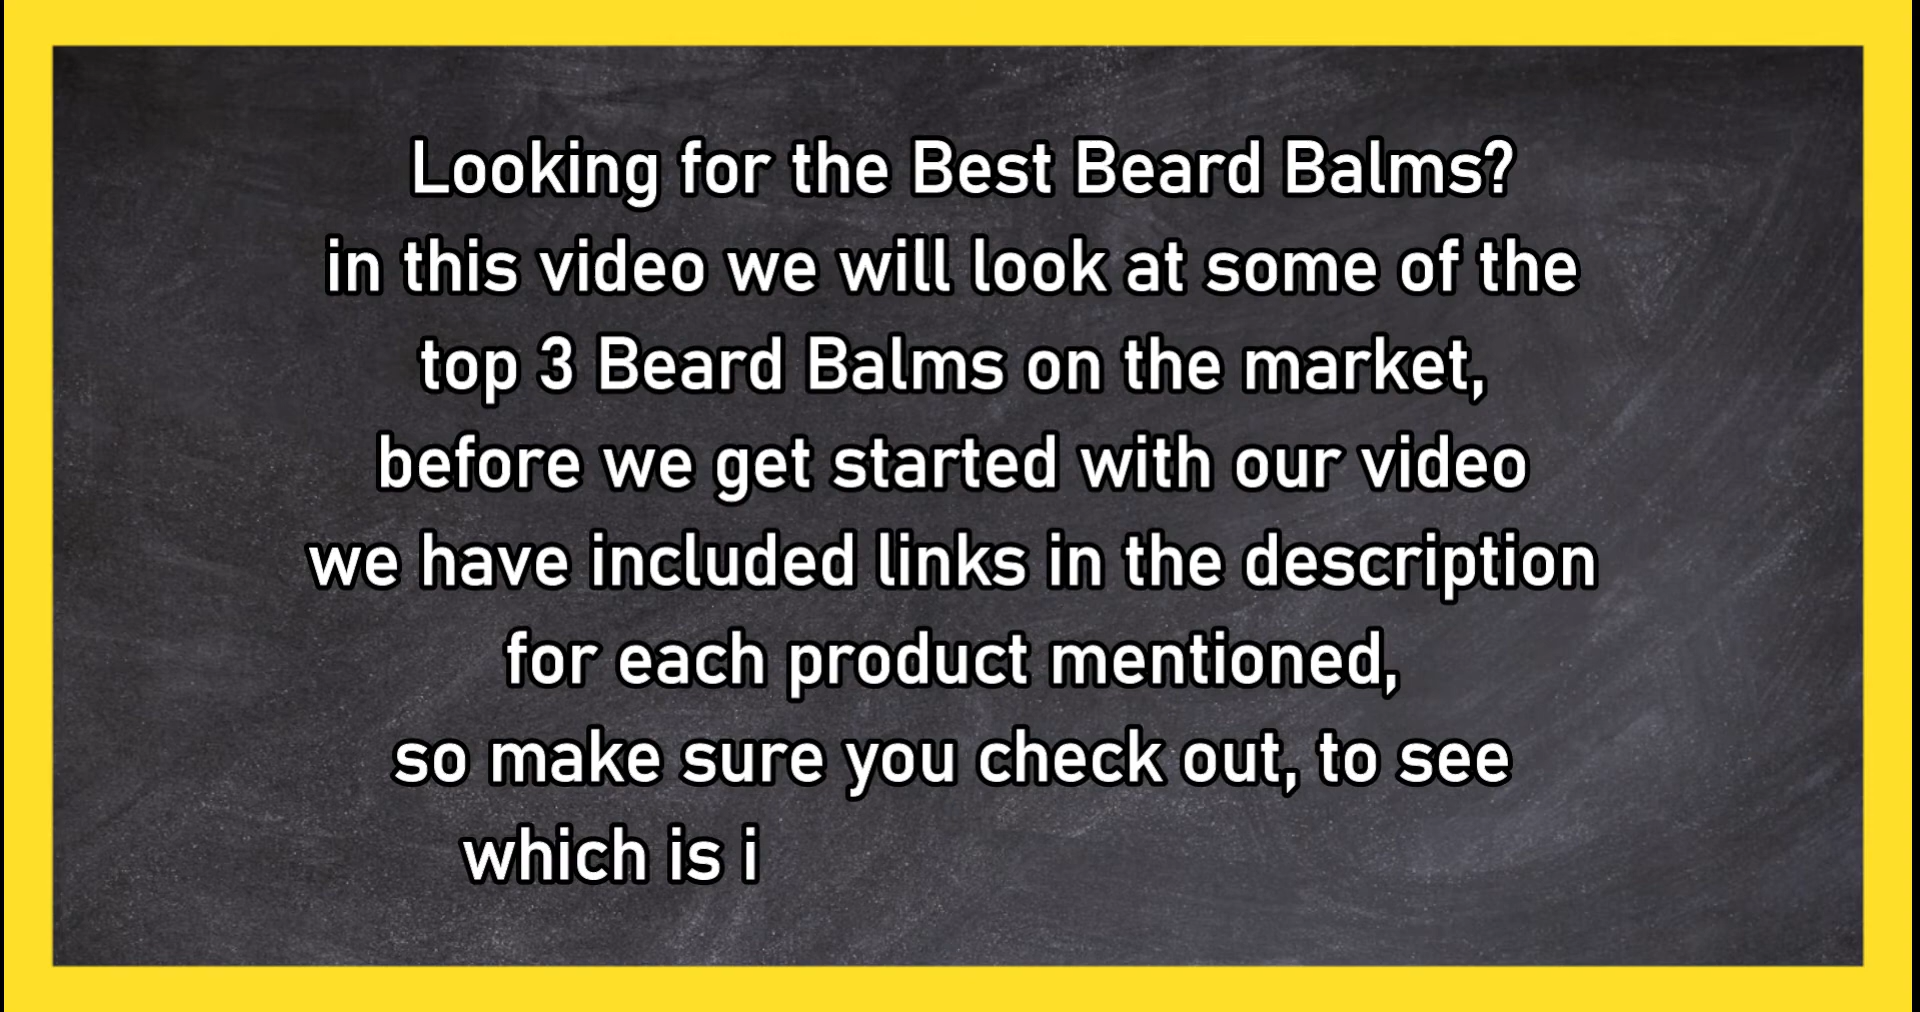 Looking for the Best Beard Balms?
in this video we will look at some of the
top 3 Beard Balms on the market,
before we get started with our video
we have included links in the description
for each product mentioned,
so make sure you check out, to see
which is i